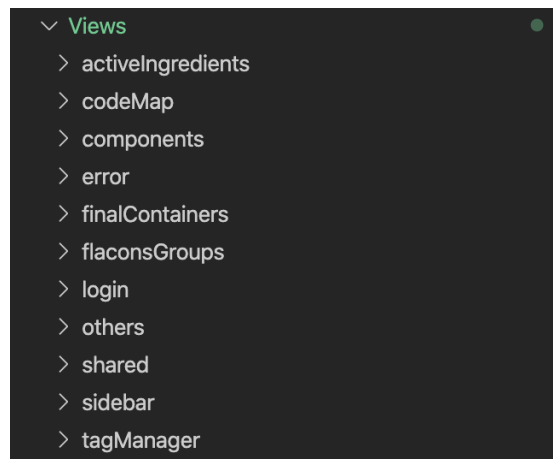 Views
activeIngredients
codeMap
components
error
finalContainers
flaconsGroups
login
others
shared
sidebar
tagManager